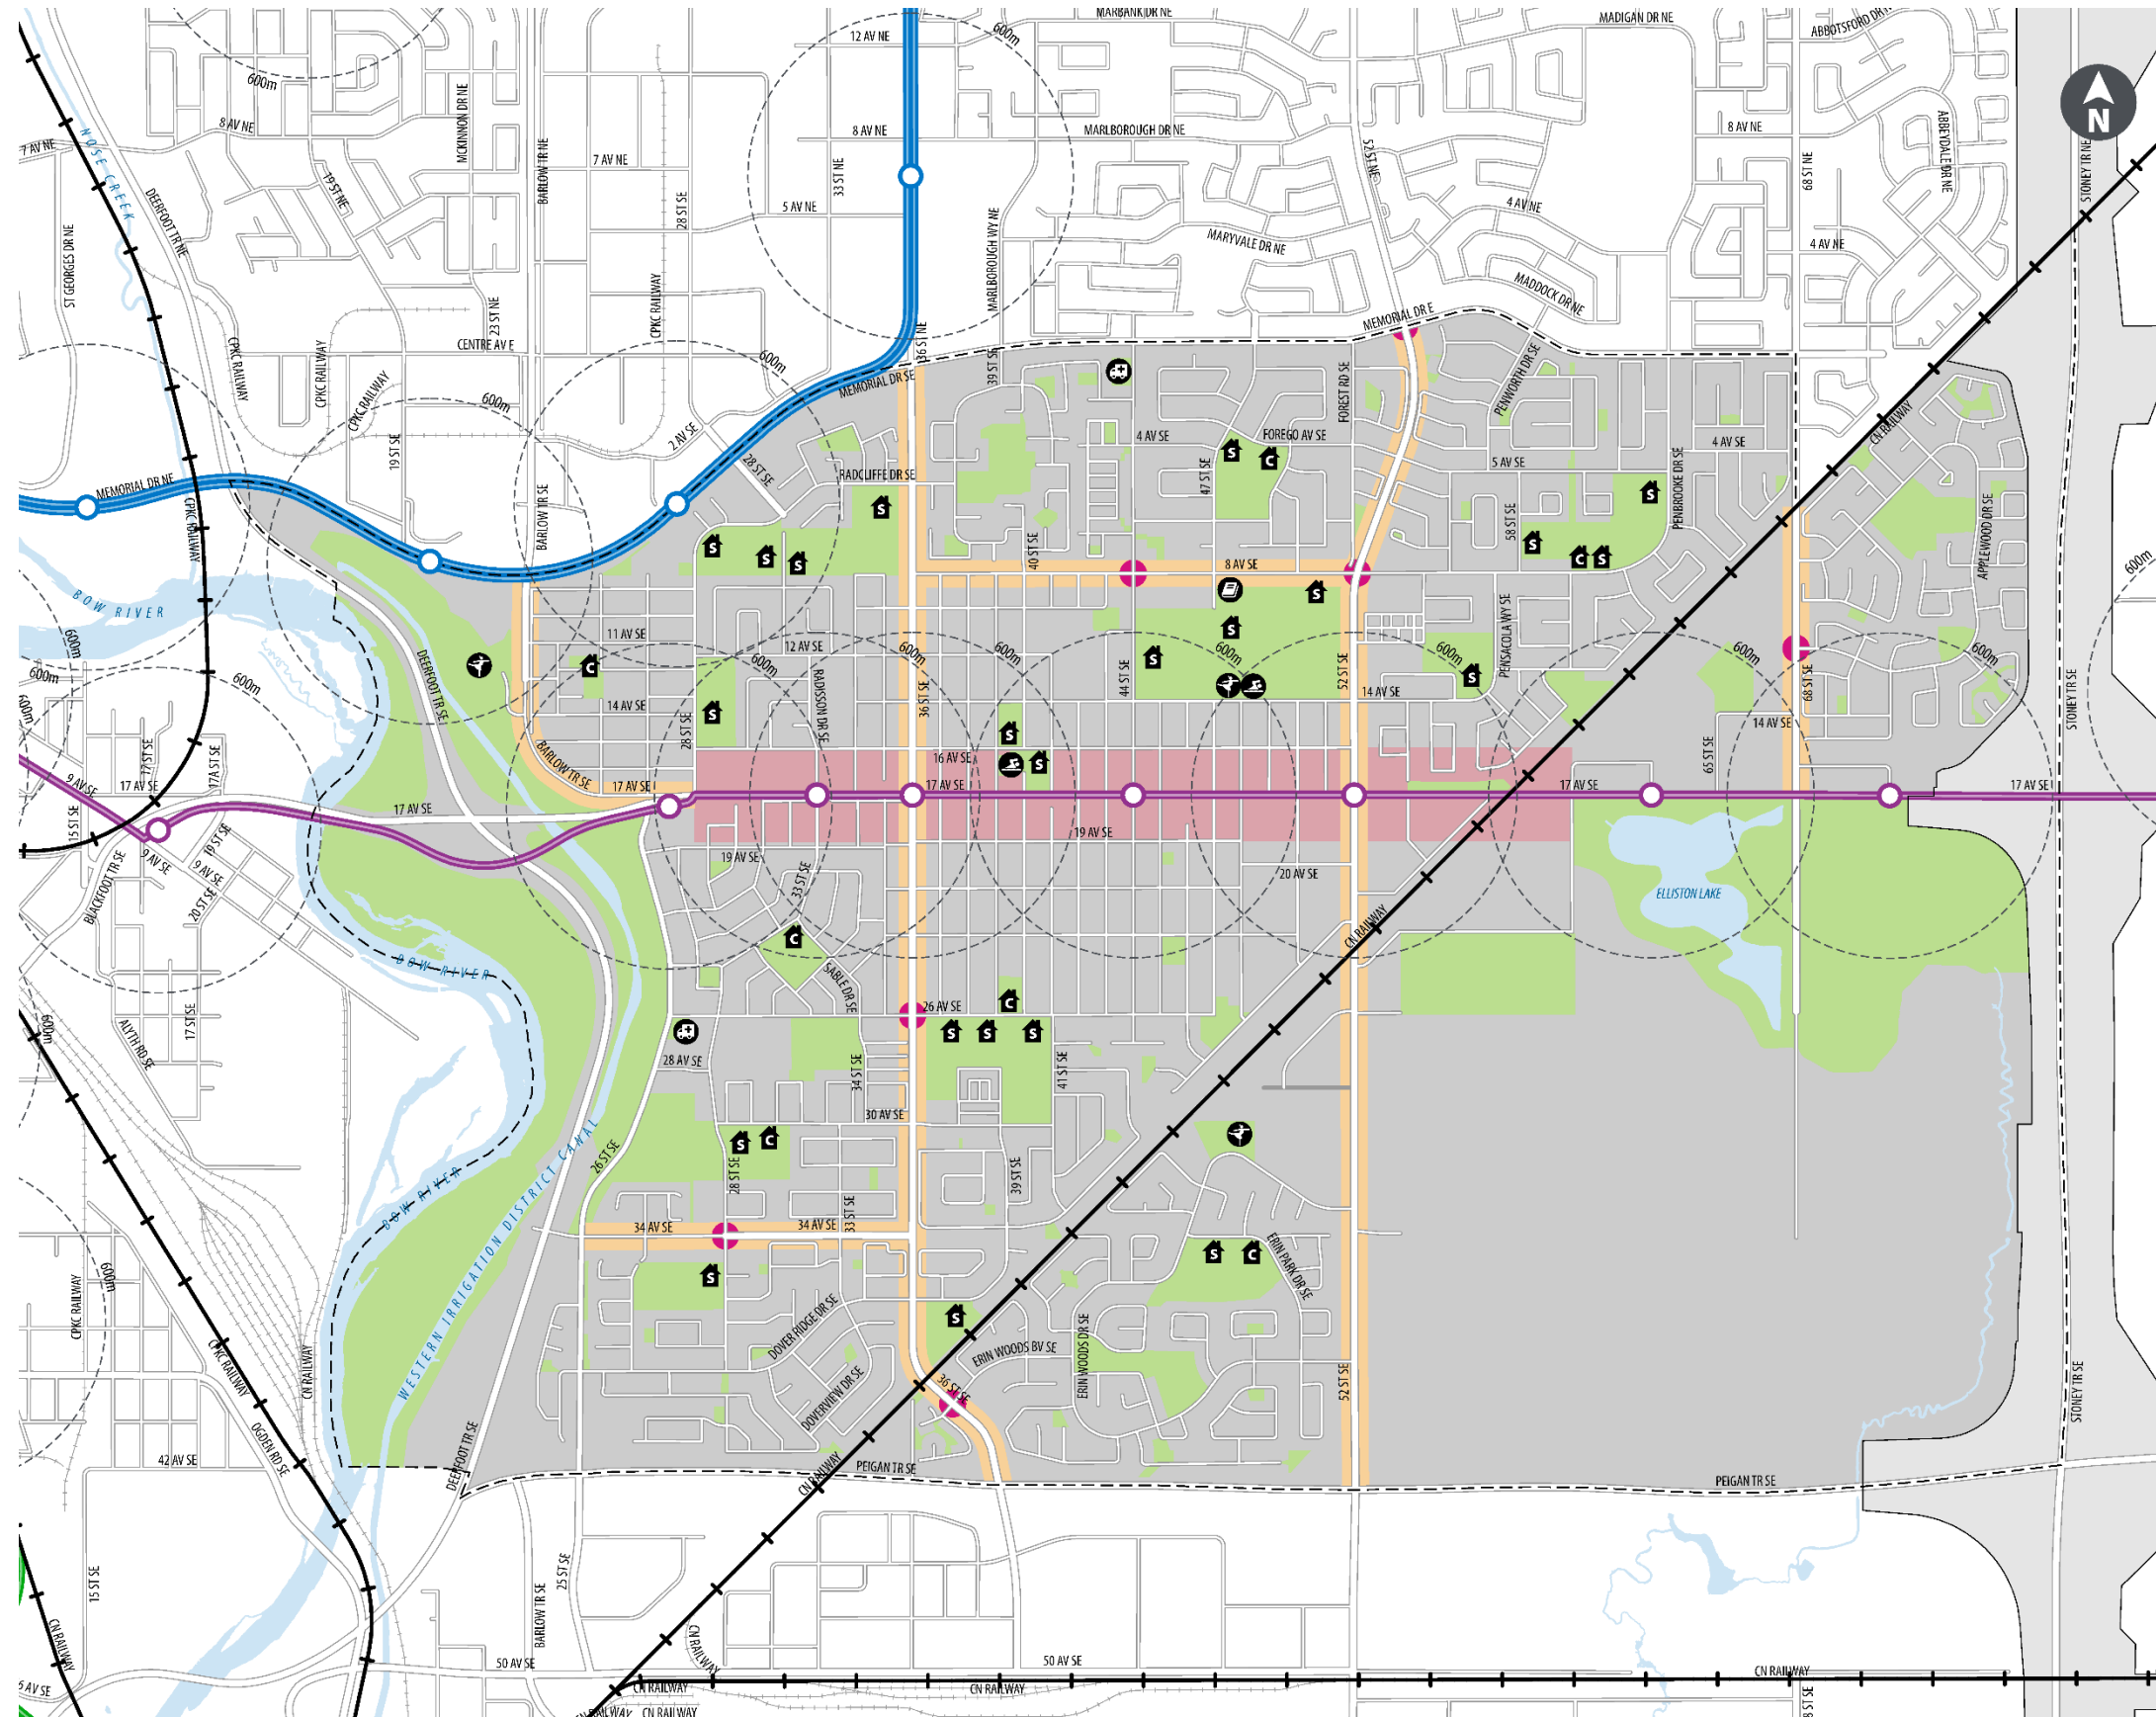 MARBANK DR NE
MADIGAN DR NE
ABBOTSFORD DR NE
12 AV NE
600m
600m
N
MCKINNON DR NE
8 AV NE
8 AV NE
MARLBOROUGH DR NE
8 AV NE
7 AV NE
NOSE CREEK
7 AV NE
BARLOW TR NE
33 ST NE
52 ST NE
68 ST NE
ABBEYDALE DR NE
STONEY TR NE
19 ST NE
28 ST SE
5 AV NE
4 AV NE
DEERFOOT TR NE
ST GEORGES DR NE
MARLBOROUGH WY NE
MARYVALE DR NE
4 AV NE
CPKC RAILWAY
MADDOCK DR NE
23 ST NE
CENTRE AV E
CPKC RAILWAY
CPKC RAILWAY
CPKC RAILWAY
600m
36 ST NE
MEMORIAL DR E
39 ST SE
MEMORIAL DR SE
FOREST RD SE
PENWORTH DR SE
600m
19 ST SE
2 AV SE
28 ST SE
4 AV SE
FOREGO AV SE
4 AV SE
CN RAILWAY
RADCLIFFE DR SE
47 ST SE
5 AV SE
PENBROOKE DR SE
MEMORIAL DR NE
CPKC RAILWAY
BARLOW TR SE
S
S
C
S
S
S
S
40 ST SE
58 ST SE
S
C
S
APPLEWOOD DR SE
8 AV SE
600m
BOW RIVER
S
S
PENSACOLA WY SE
11 AV SE
12 AV SE
600m
600m
600m
600m
600m
600m
600m
600m
600m
600m
600m
C
S
S
DEERFOOT TR SE
RADISSON DR SE
36 ST SE
44 ST SE
52 ST SE
14 AV SE
68 ST SE
STONEY TR SE
14 AV SE
28 ST SE
S
S
14 AV SE
65 ST SE
17 ST SE
17A ST SE
BARLOW TR SE
16 AV SE
S
9 AV SE
17 AV SE
17 AV SE
17 AV SE
17 AV SE
17 AV SE
17 AV SE
15 ST SE
19 AV SE
19 ST SE
9 AV SE
9 AV SE
20 ST SE
BLACKFOOT TR SE
19 AV SE
33 ST SE
20 AV SE
ELLISTON LAKE
C
CN RAILWAY
BOW RIVER
SABLE DR SE
26 AV SE
C
S
S
S
600m
ALYTH RD SE
17 ST SE
28 AV SE
34 ST SE
41 ST SE
30 AV SE
WESTERN IRRIGATION DISTRICT CANAL
26 ST SE
S
C
28 ST SE
39 ST SE
BOW RIVER
34 AV SE
34 AV SE
33 ST SE
S
C
ERIN PARK DR SE
600m
S
CPKC RAILWAY
CPKC RAILWAY
CN RAILWAY
DOVER RIDGE DR SE
S
ERIN WOODS BV SE
ERIN WOODS DR SE
36 ST SE
52 ST SE
STONEY TR SE
DOVERVIEW DR SE
OGDEN RD SE
42 AV SE
DEERFOOT TR SE
CN RAILWAY
PEIGAN TR SE
PEIGAN TR SE
15 ST SE
25 ST SE
BARLOW TR SE
CN RAILWAY
CN RAILWAY
50 AV SE
50 AV SE
CN RAILWAY
CN RAILWAY
CN RAILWAY
CN RAILWAY